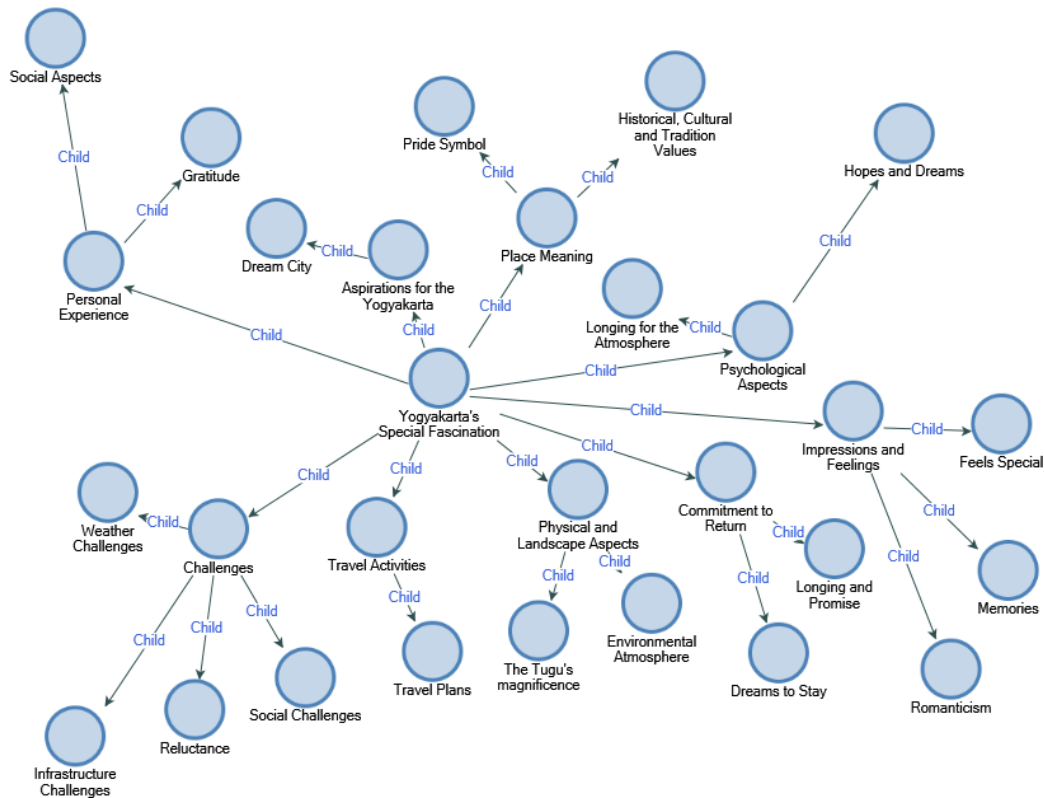 Social Aspects
Child
Gratitude
Child
Personal
Experience
Child
Dream City
Child
Aspirations for the
Yogyakarta
Child
Pride Symbol
Child
Historical, Cultural
and Tradition
Values
Child
Place Meaning
Child
Hopes and Dreams
Child
Longing for the
Atmosphere
Child
Psychological
Aspects
Child
Yogyakarta's
Special Fascination
Child
Impressions and
Feelings
Child
Feels Special
Child
Memories
Child
Romanticism
Child
Commitment to
Return
Child
Longing and
Promise
Child
Dreams to Stay
Child
Physical and
Landscape Aspects
Child
The Tugu's
magnificence
Child
Environmental
Atmosphere
Child
Travel Activities
Child
Travel Plans
Child
Challenges
Child
Weather
Challenges
Child
Infrastructure
Challenges
Child
Reluctance
Child
Social Challenges